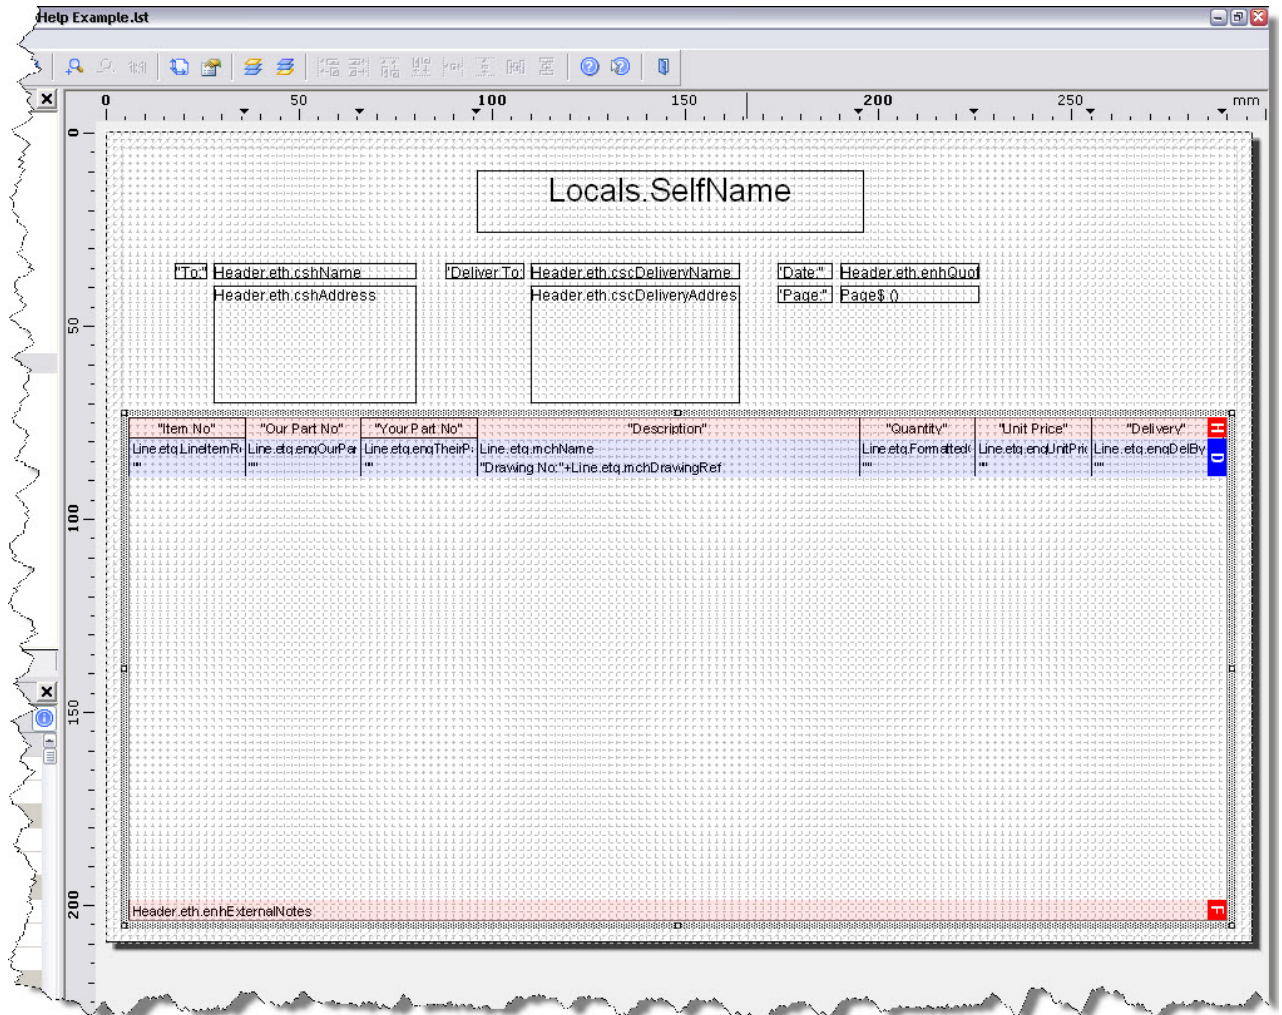 Help Example.lst
0 50 100 150 200 250 mm
0
Locals.SelfName
"To:" Header.eth.cshName "Deliver To: Header.eth.cscDeliveryName "Date:" Header.eth.enhQuot
Header.eth.cshAddress Header.eth.cscDeliveryAddres "Page:" Page$ ()
50
"Item No" "Our Part No" "Your Part No" "Description" "Quantity" "Unit Price" "Delivery" H
Line.etq.LineItemR Line.etq.enqOurPar Line.etq.enqTheirPa Line.etq.mchName Line.etq.Formatted( Line.etq.enqUnitPric Line.etq.enqDelBy D
"" "" "" "Drawing No:"+Line.etq.mchDrawingRef "" "" ""
100
150
200
Header.eth.enhExternalNotes F